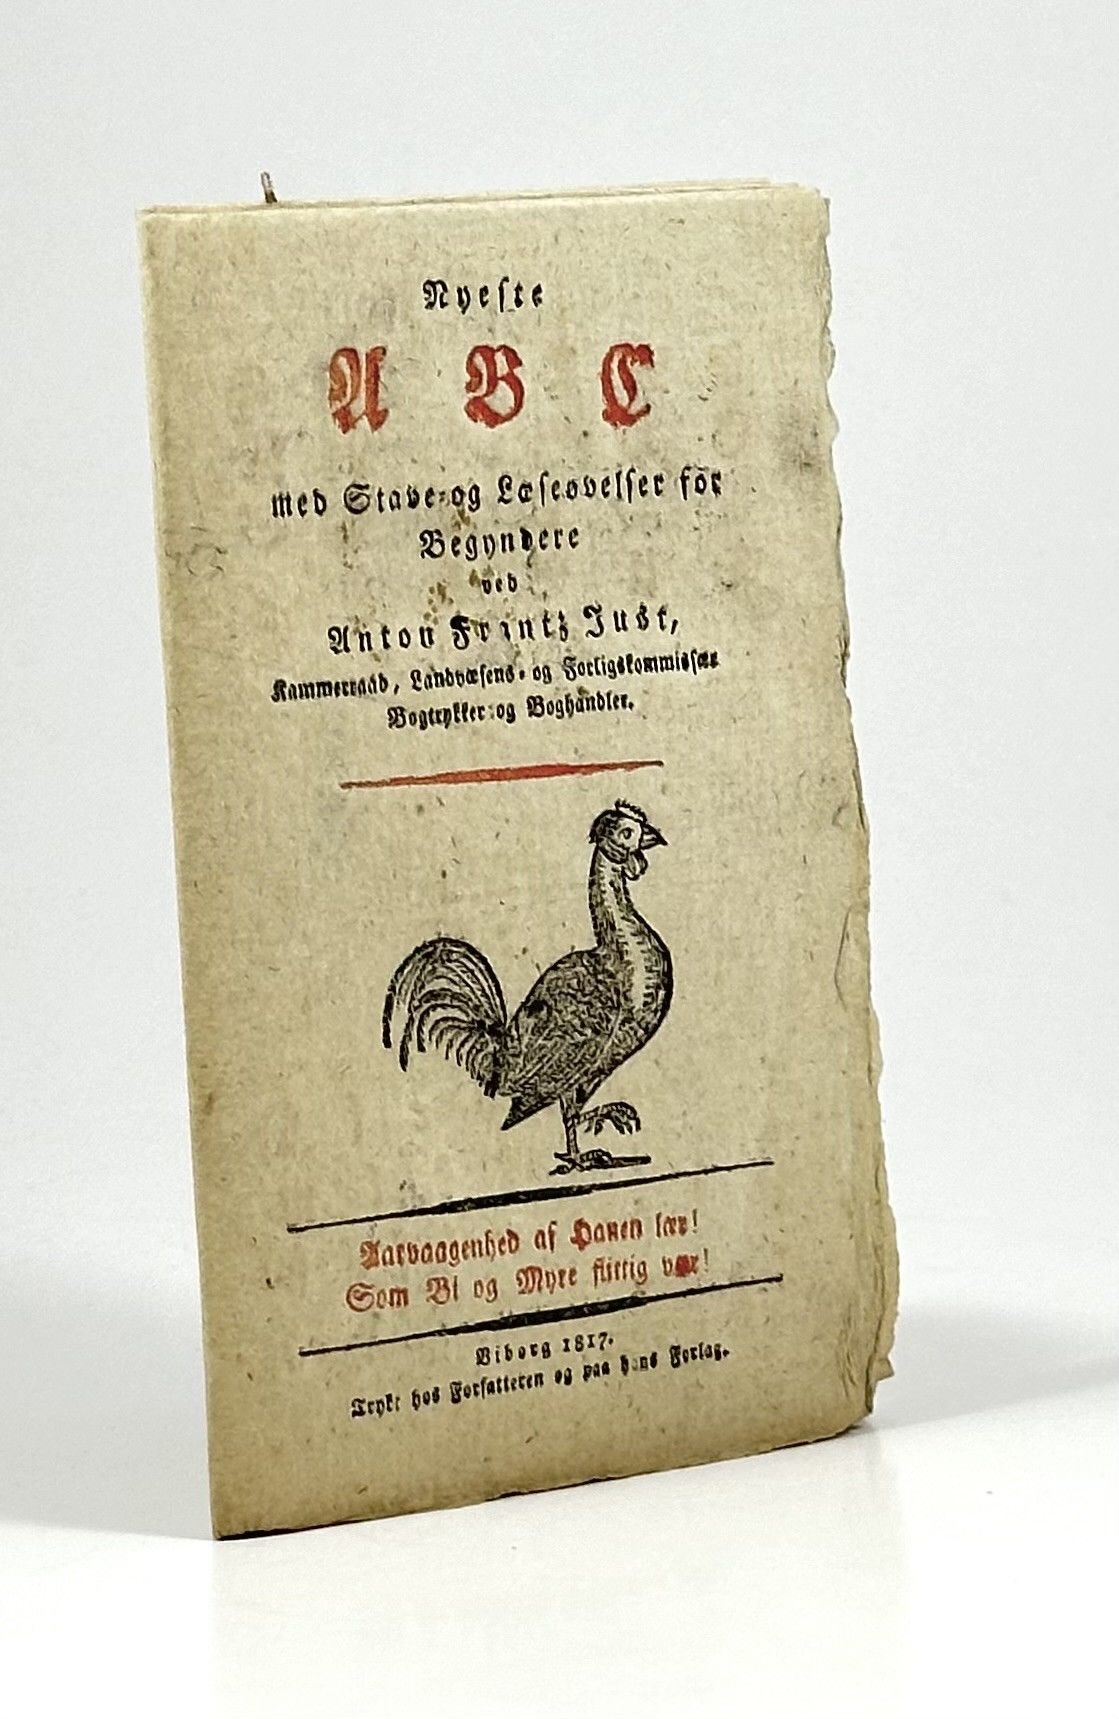 Nyeste
A B C
med Stave- og Læseøvelser for
Begyndere
ved
Anton Frantz Just,
Kammerraad, Landvæsens- og Forligskommissær
Bogtrykker og Boghandler.
Aarvaagenhed af Hanen lær!
Som Bi og Myre flittig vær!
Viborg 1817.
Trykt hos Forfatteren og paa hans Forlag.